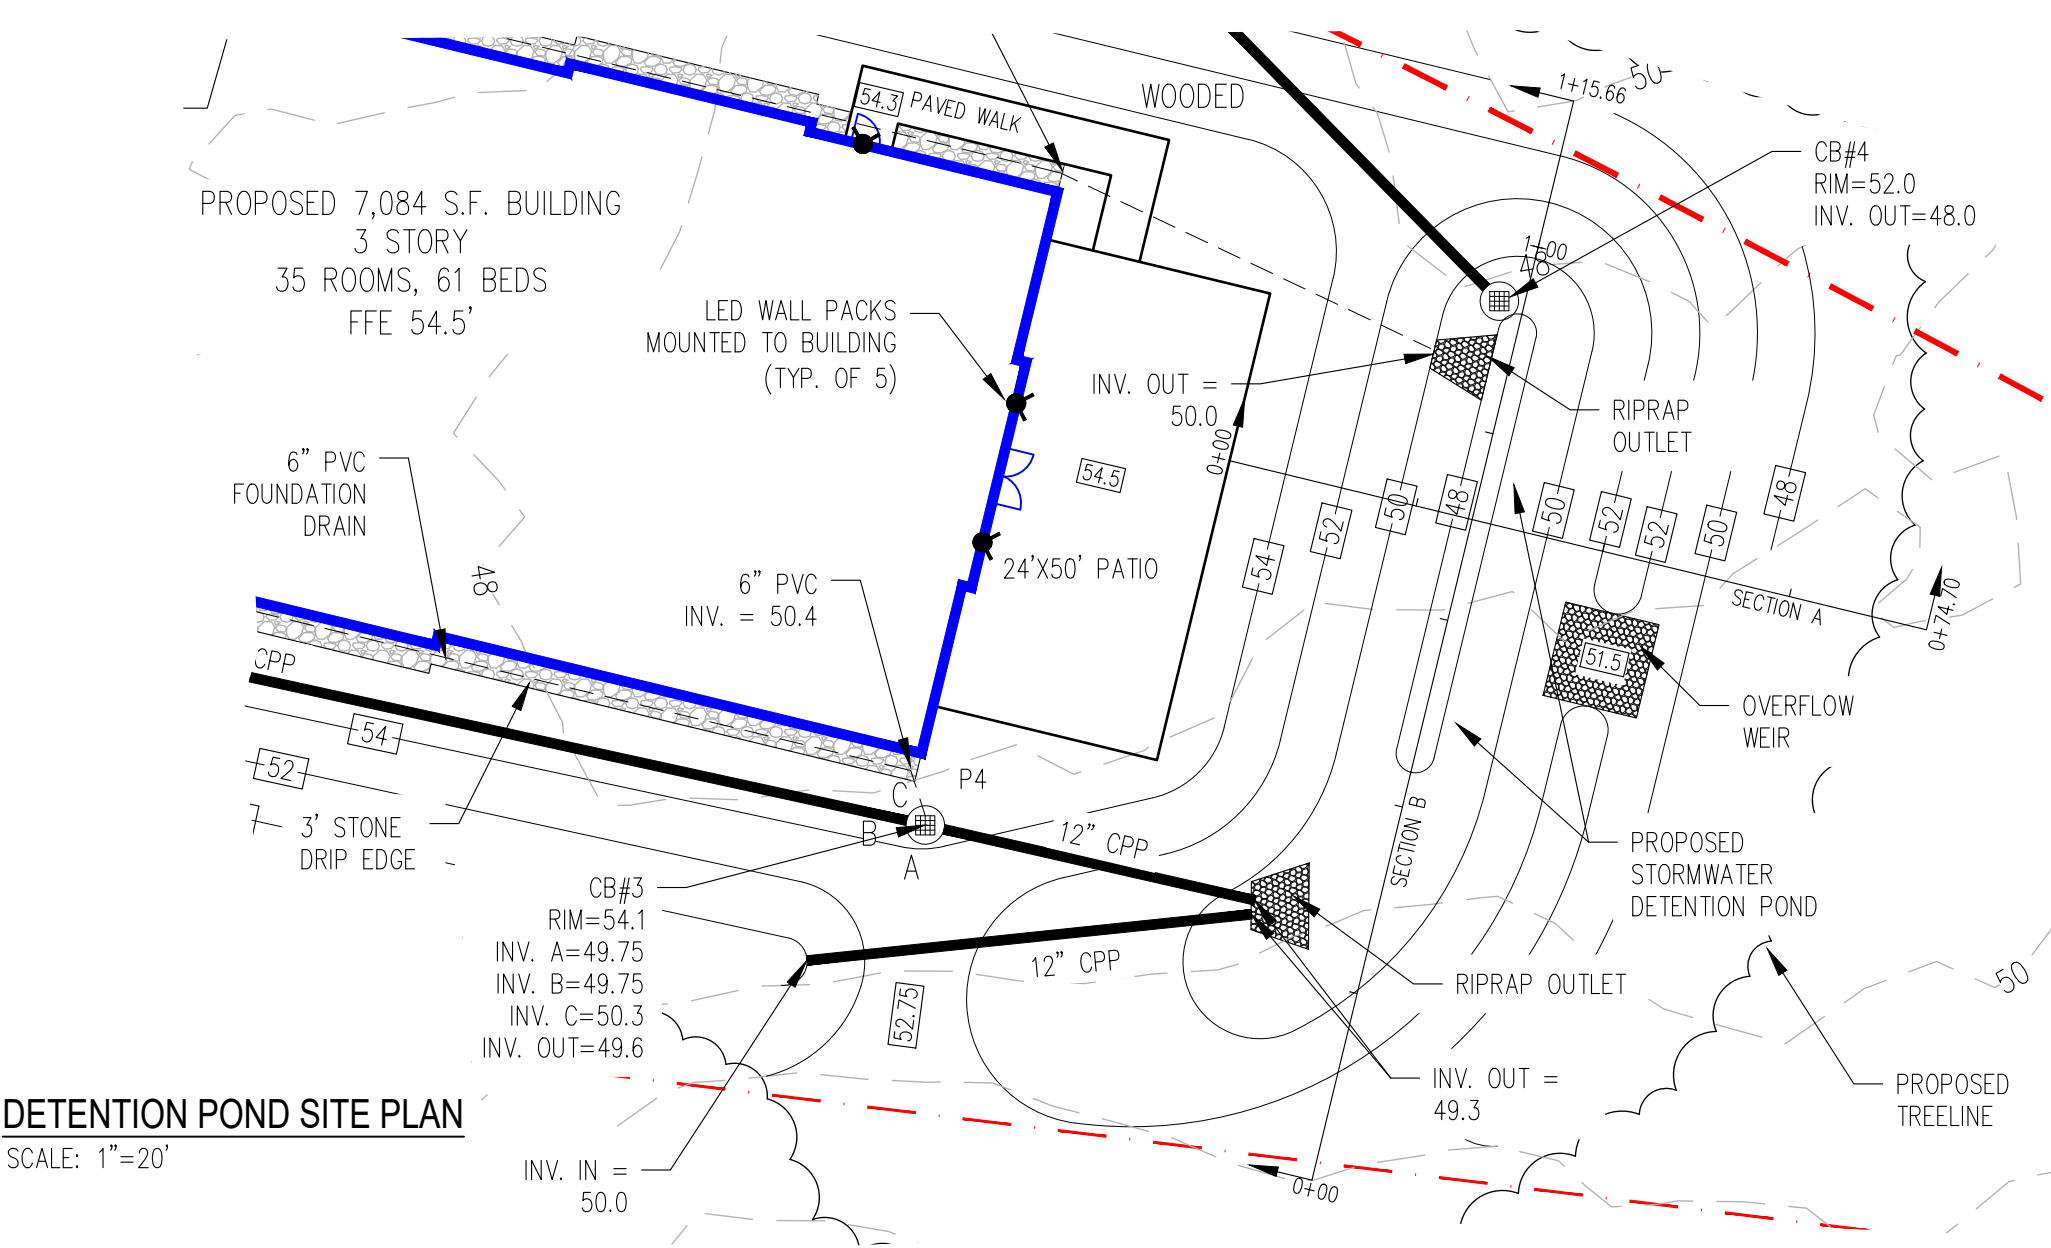 50
1+15.66
WOODED
54.3
PAVED WALK
CB#4
RIM=52.0
INV. OUT=48.0
PROPOSED 7,084 S.F. BUILDING
3 STORY
35 ROOMS, 61 BEDS
FFE 54.5'
1+00
48
LED WALL PACKS
MOUNTED TO BUILDING
(TYP. OF 5)
INV. OUT =
50.0
0+00
RIPRAP
OUTLET
6" PVC
FOUNDATION
DRAIN
54.5
48
50
48
50
52
52
50
48
52
54
24'X50' PATIO
6" PVC
INV. = 50.4
48
SECTION A
0+74.70
CPP
51.5
OVERFLOW
WEIR
54
52
P4
C
B
A
3' STONE
DRIP EDGE
12" CPP
SECTION B
PROPOSED
STORMWATER
DETENTION POND
CB#3
RIM=54.1
INV. A=49.75
INV. B=49.75
INV. C=50.3
INV. OUT=49.6
12" CPP
52.75
RIPRAP OUTLET
50
INV. OUT =
49.3
PROPOSED
TREELINE
DETENTION POND SITE PLAN
SCALE: 1"=20'
INV. IN =
50.0
0+00